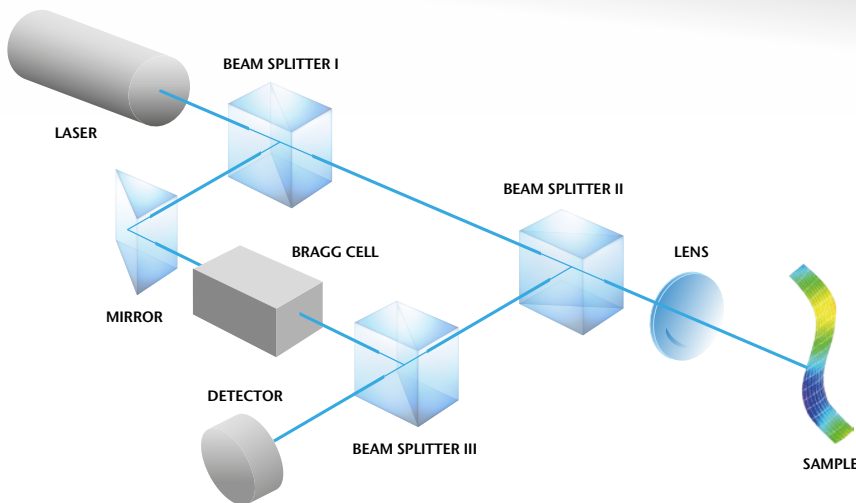 BEAM SPLITTER I
LASER
BEAM SPLITTER II
BRAGG CELL
LENS
MIRROR
DETECTOR
BEAM SPLITTER III
SAMPLE